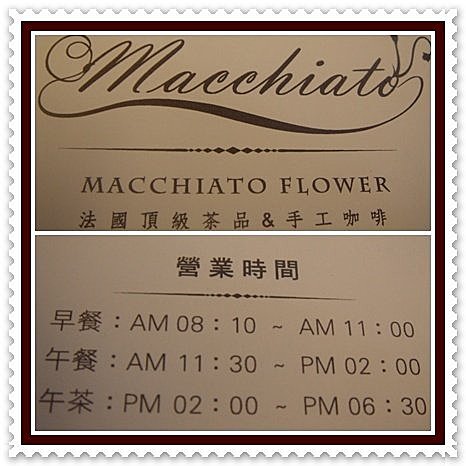 Macchiato
MACCHIATO FLOWER
法國頂級茶品&手工咖啡
營業時間
早餐：AM 08：10 ~ AM 11：00
午餐：AM 11：30 ~ PM 02：00
午茶：PM 02：00 ~ PM 06：30